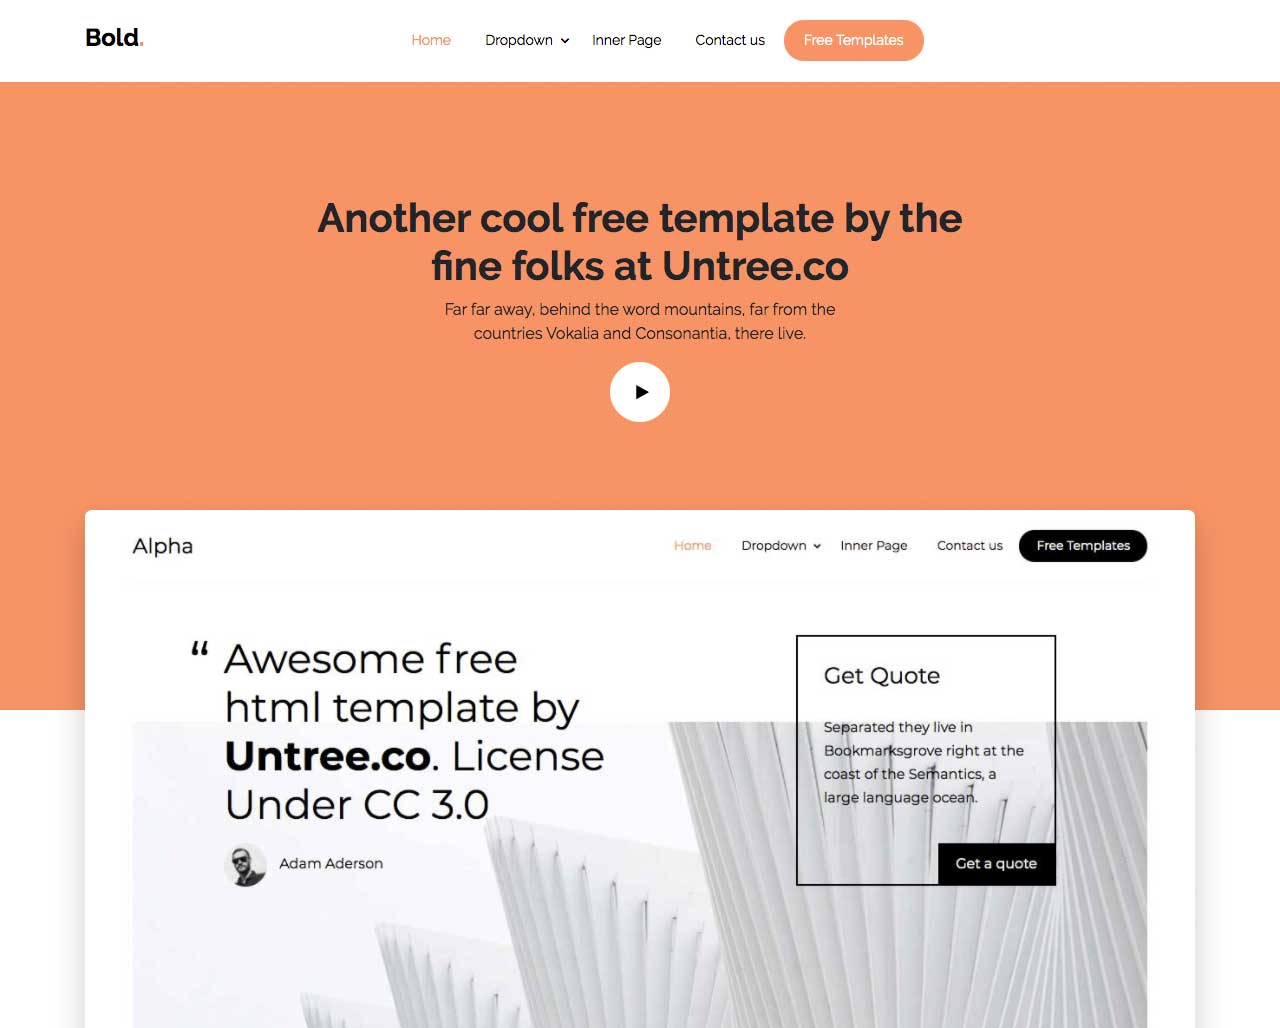 Bold.
Home Dropdown Inner Page Contact us Free Templates
Another cool free template by the
fine folks at Untree.co
Far far away, behind the word mountains, far from the
countries Vokalia and Consonantia, there live.
Alpha
Home Dropdown Inner Page Contact us Free Templates
“ Awesome free
html template by
Untree.co. License
Under CC 3.0
Adam Aderson
Get Quote
Separated they live in
Bookmarksgrove right at the
coast of the Semantics, a
large language ocean.
Get a quote